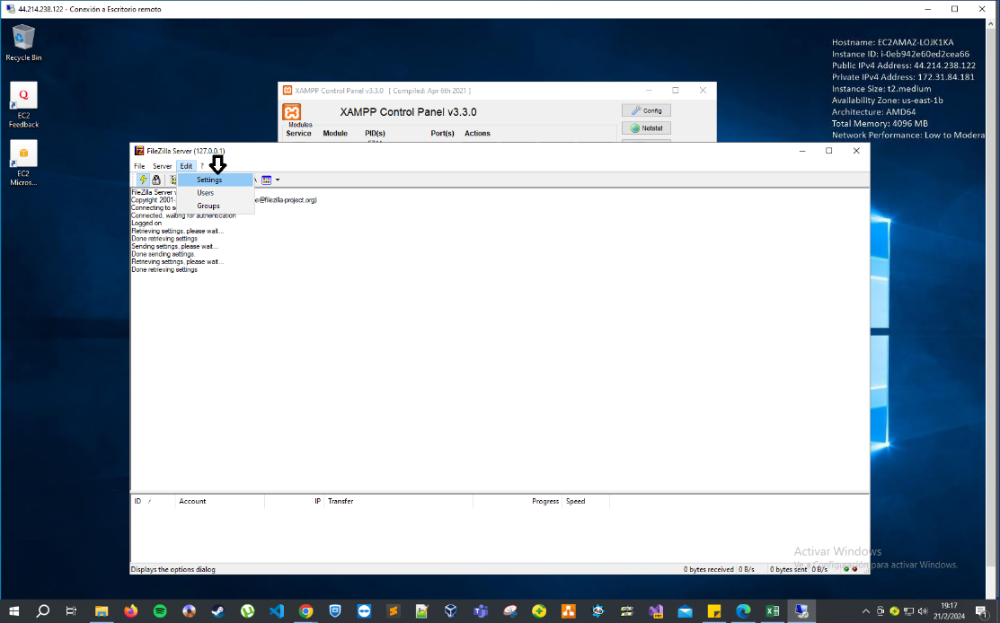 44.214.238.122 - Conexión a Escritorio remoto
Recycle Bin
EC2
Feedback
EC2
Micros...
Hostname: EC2AMAZ-LOJK1KA
Instance ID: i-0eb942e60ed2cea66
Public IPv4 Address: 44.214.238.122
Private IPv4 Address: 172.31.84.181
Instance Size: t2.medium
Availability Zone: us-east-1b
Architecture: AMD64
Total Memory: 4096 MB
Network Performance: Low to Modera
XAMPP Control Panel v3.3.0 [ Compiled: Apr 6th 2021 ]
XAMPP Control Panel v3.3.0
Config
Modules
Service Module PID(s) Port(s) Actions
Netstat
FileZilla Server (127.0.0.1)
File Server Edit ?
Settings
Users
Groups
FileZilla Server v
Copyright 2001- e@filezilla-project.org)
Connecting to se
Connected, waiting for authentication
Logged on
Retrieving settings, please wait...
Done retrieving settings
Sending settings, please wait...
Done sending settings.
Retrieving settings, please wait...
Done retrieving settings
ID / Account IP Transfer Progress Speed
Activar Windows
Ve a Configuración para activar Windows.
Displays the options dialog 0 bytes received 0 B/s 0 bytes sent 0 B/s
19:17
21/2/2024